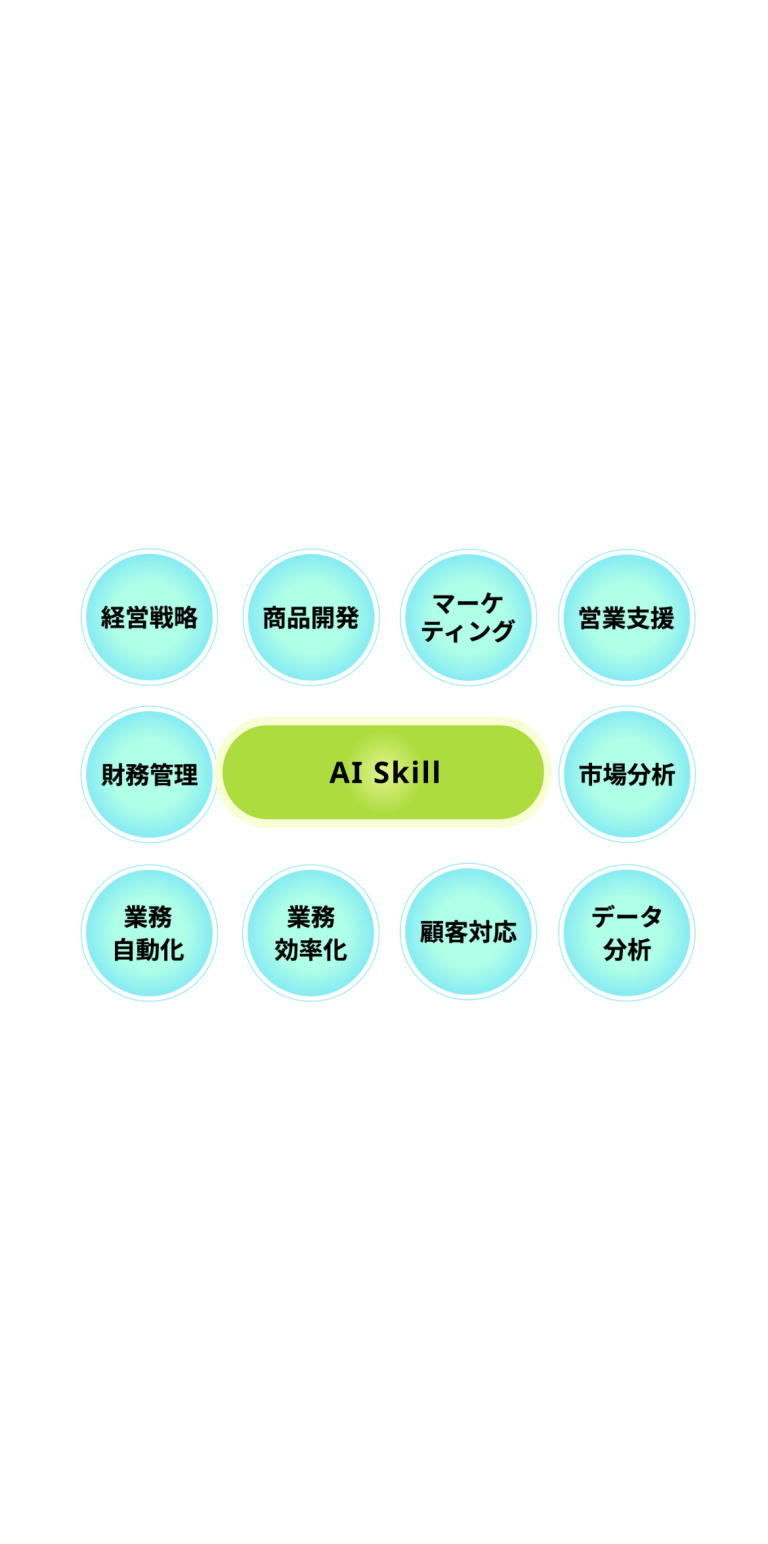 経営戦略
商品開発
マーケ
ティング
営業支援
財務管理
AI Skill
市場分析
業務
自動化
業務
効率化
顧客対応
データ
分析